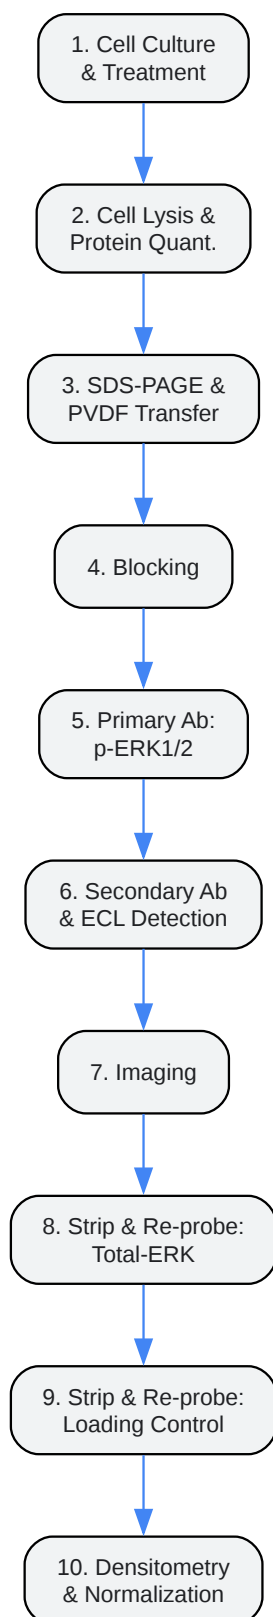 1. Cell Culture
& Treatment
2. Cell Lysis &
Protein Quant.
3. SDS-PAGE &
PVDF Transfer
4. Blocking
5. Primary Ab:
p-ERK1/2
6. Secondary Ab
& ECL Detection
7. Imaging
8. Strip & Re-probe:
Total-ERK
9. Strip & Re-probe:
Loading Control
10. Densitometry
& Normalization